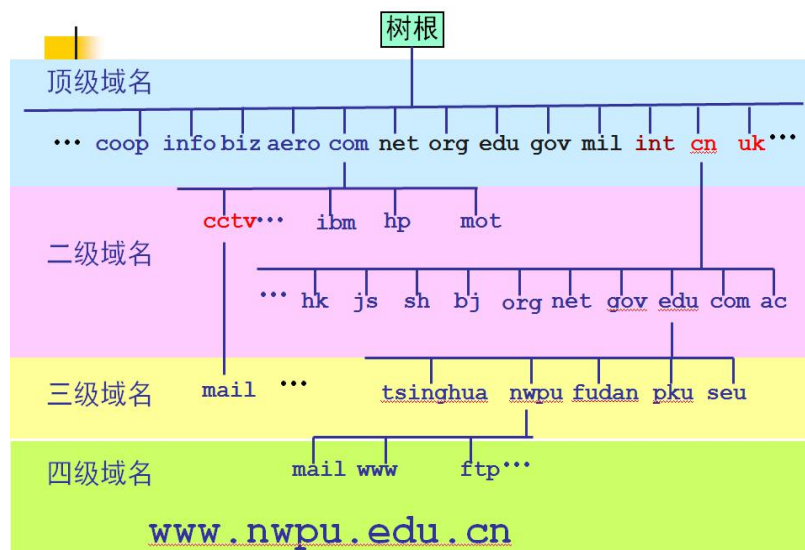 树根
顶级域名
… coop info biz aero com net org edu gov mil int cn uk …
cctv … ibm hp mot
二级域名
… hk js sh bj org net gov edu com ac
三级域名 mail … tsinghua nwpu fudan pku seu
四级域名 mail www ftp …
www.nwpu.edu.cn